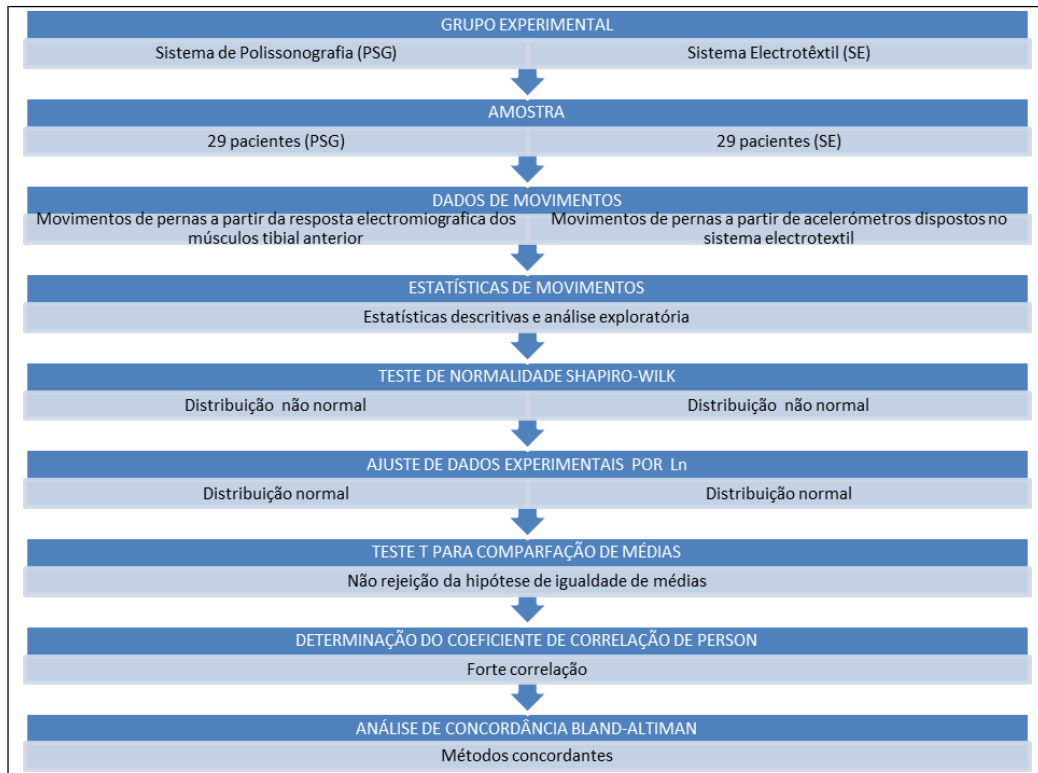 GRUPO EXPERIMENTAL
Sistema de Polissonografia (PSG)
Sistema Electrotêxtil (SE)
AMOSTRA
29 pacientes (PSG)
29 pacientes (SE)
DADOS DE MOVIMENTOS
Movimentos de pernas a partir da resposta electromiografica dos
músculos tibial anterior
Movimentos de pernas a partir de acelerómetros dispostos no
sistema electrotextil
ESTATÍSTICAS DE MOVIMENTOS
Estatísticas descritivas e análise exploratória
TESTE DE NORMALIDADE SHAPIRO-WILK
Distribuição não normal
Distribuição não normal
AJUSTE DE DADOS EXPERIMENTAIS POR Ln
Distribuição normal
Distribuição normal
TESTE T PARA COMPARFAÇÃO DE MÉDIAS
Não rejeição da hipótese de igualdade de médias
DETERMINAÇÃO DO COEFICIENTE DE CORRELAÇÃO DE PERSON
Forte correlação
ANÁLISE DE CONCORDÂNCIA BLAND-ALTIMAN
Métodos concordantes